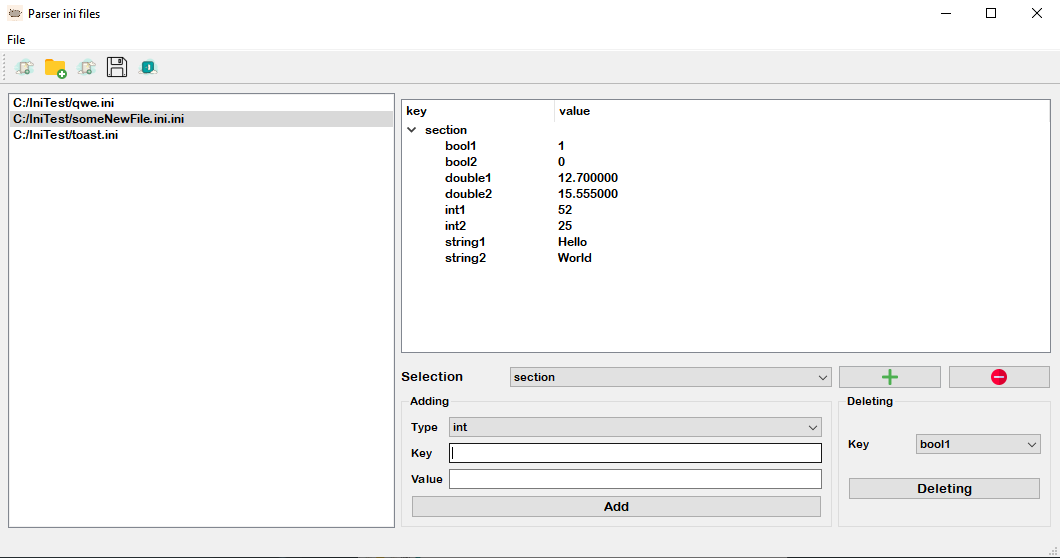 Parser ini files
File
C:/IniTest/qwe.ini
C:/IniTest/someNewFile.ini.ini
C:/IniTest/toast.ini
key value
section
bool1 1
bool2 0
double1 12.700000
double2 15.555000
int1 52
int2 25
string1 Hello
string2 World
Selection section
Adding
Type int
Key
Value
Add
Deleting
Key bool1
Deleting